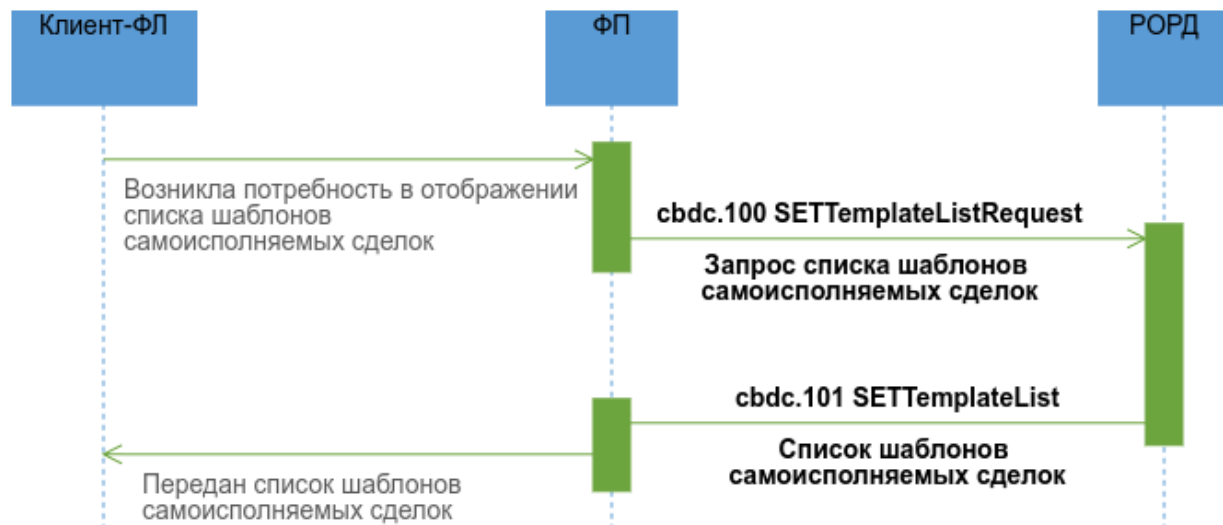 Клиент-ФЛ
ФП
РОРД
Возникла потребность в отображении
списка шаблонов
самоисполняемых сделок
cbdc.100 SETTemplateListRequest
Запрос списка шаблонов
самоисполняемых сделок
cbdc.101 SETTemplateList
Список шаблонов
самоисполняемых сделок
Передан список шаблонов
самоисполняемых сделок